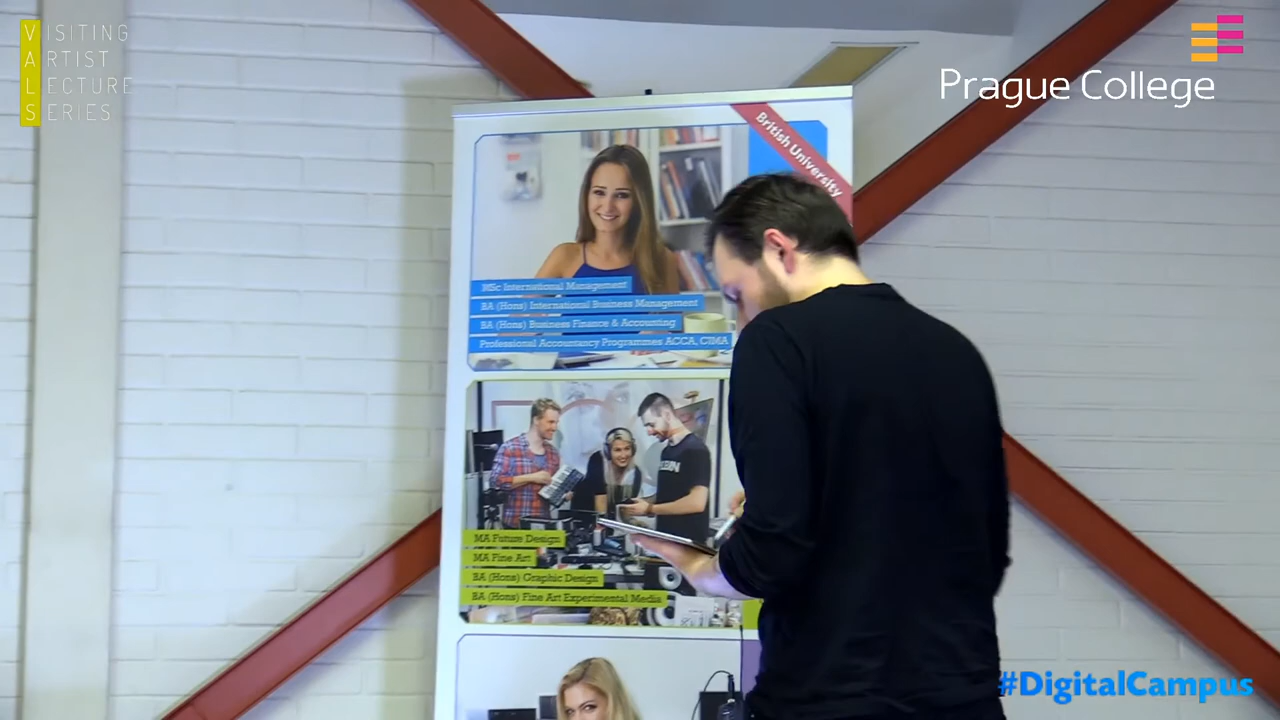 VISITING
ARTIST
LECTURE
SERIES
Prague College
British University
MSc International Management
BA (Hons) International Business Management
BA (Hons) Business Finance & Accounting
Professional Accountancy Programmes ACCA, CIMA
MA Future Design
MA Fine Art
BA (Hons) Graphic Design
BA (Hons) Fine Art Experimental Media
#DigitalCampus